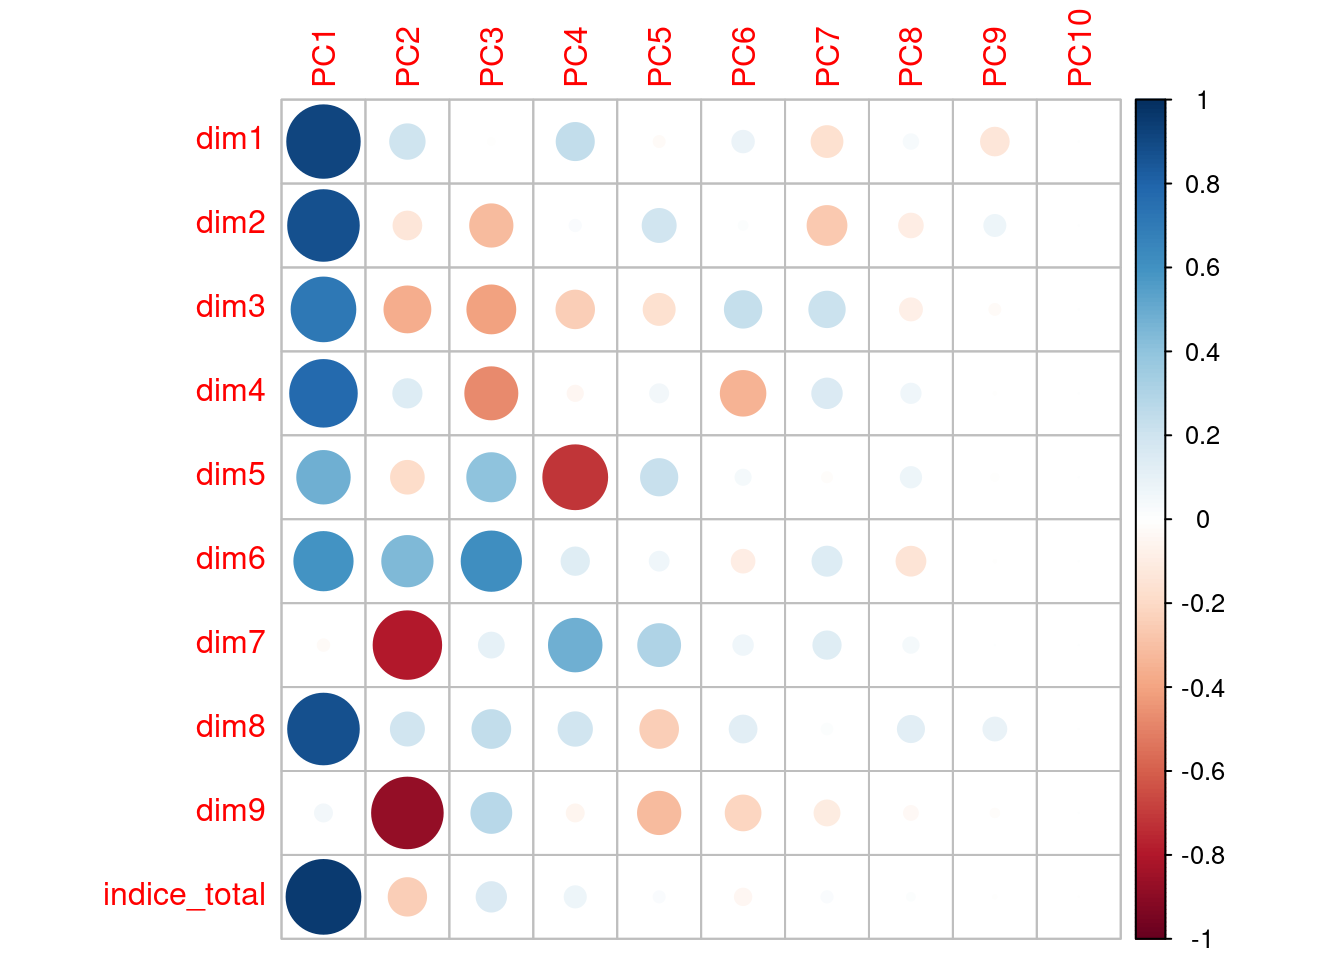 PC1 PC2 PC3 PC4 PC5 PC6 PC7 PC8 PC9 PC10
dim1
dim2
dim3
dim4
dim5
dim6
dim7
dim8
dim9
indice_total
1
0.8
0.6
0.4
0.2
0
-0.2
-0.4
-0.6
-0.8
-1